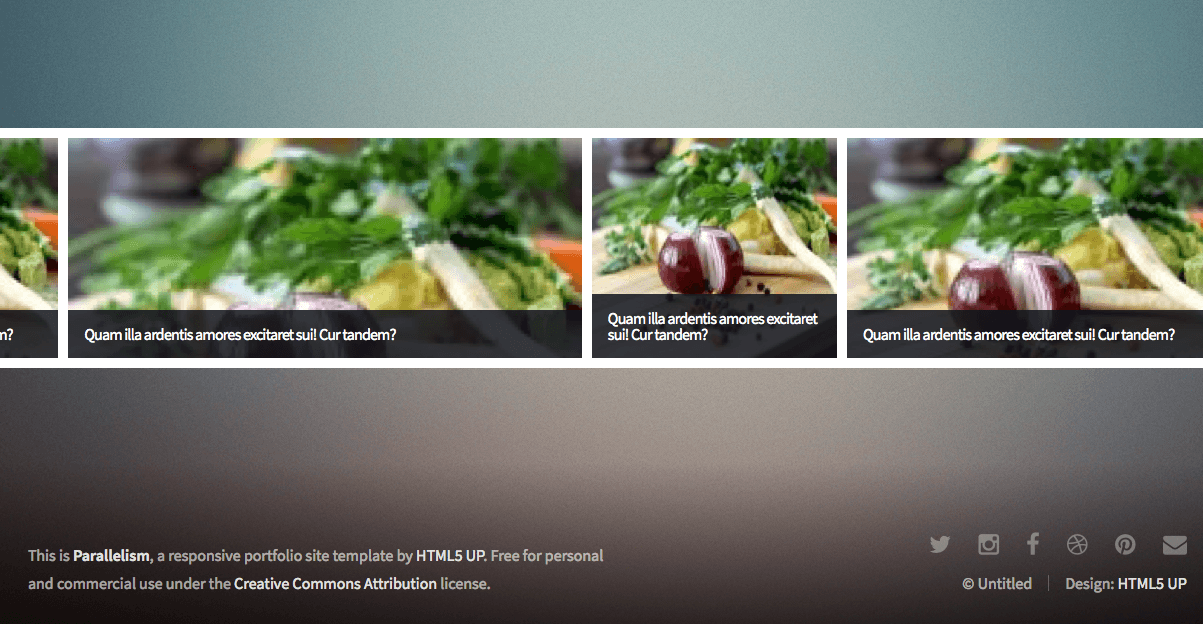 m?
Quam illa ardentis amores excitaret sui! Cur tandem?
Quam illa ardentis amores excitaret
sui! Cur tandem?
Quam illa ardentis amores excitaret sui! Cur tandem?
This is Parallelism, a responsive portfolio site template by HTML5 UP. Free for personal
and commercial use under the Creative Commons Attribution license.
© Untitled
Design: HTML5 UP